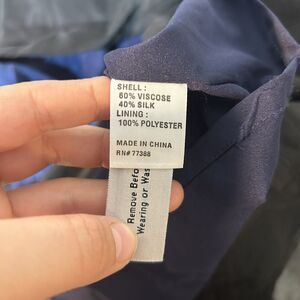 SHELL :
60% VISCOSE
40% SILK
LINING :
100% POLYESTER
MADE IN CHINA
RN# 77388
Remove Befo
Wearing or Was